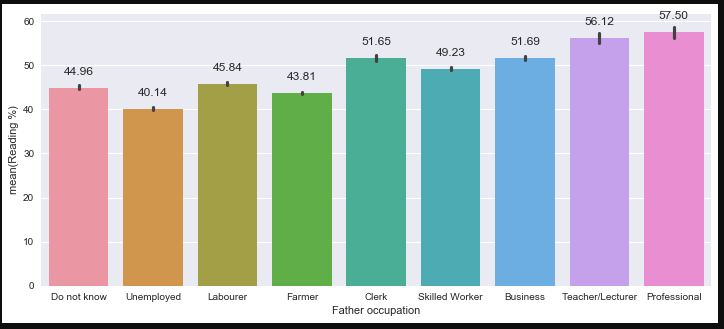 60
50
40
30
20
10
0
mean(Reading %)
44.96
40.14
45.84
43.81
51.65
49.23
51.69
56.12
57.50
Do not know
Unemployed
Labourer
Farmer
Clerk
Skilled Worker
Business
Teacher/Lecturer
Professional
Father occupation